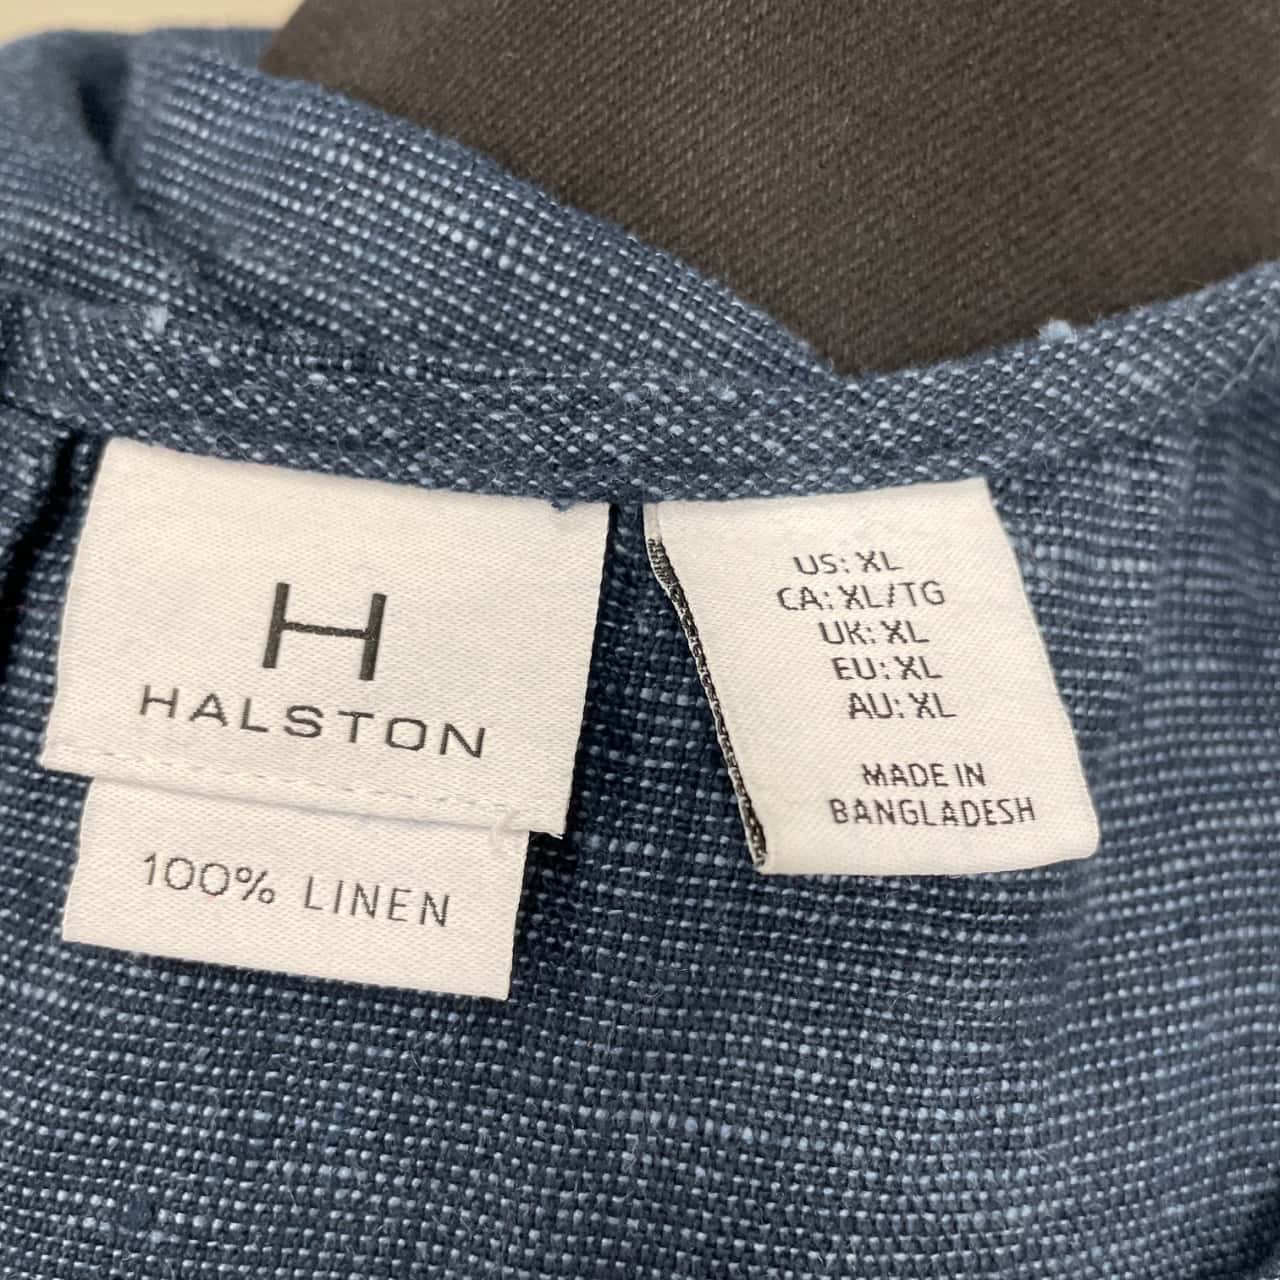 H
HALSTON
100% LINEN
US: XL
CA: XL/TG
UK: XL
EU: XL
AU: XL
MADE IN
BANGLADESH